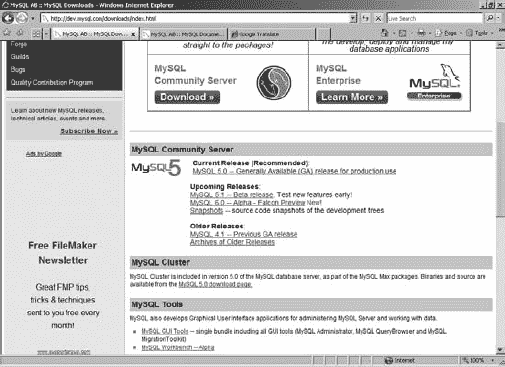 MySQL AB :: MySQL Downloads - Windows Internet Explorer
http://dev.mysql.com/downloads/index.html
Live Search
MySQL AB :: MySQL Dow...
MySQL AB :: MySQL Docume...
Google Translate
Page
Tools
Forge
Guilds
Bugs
Quality Contribution Program
Learn about new MySQL releases, technical articles, events and more.
Subscribe Now »
Ads by Google
Free FileMaker
Newsletter
Great FMP tips,
tricks & techniques
sent to you free every
month!
straight to the packages!
database applications
MySQL
Community Server
Download »
MySQL
Enterprise
Learn More »
MySQL
Enterprise
MySQL Community Server
MySQL 5
Current Release (Recommended):
MySQL 5.0 -- Generally Available (GA) release for production use
Upcoming Releases:
MySQL 5.1 -- Beta release. Test new features early!
MySQL 6.0 -- Alpha - Falcon Preview New!
Snapshots -- source code snapshots of the development trees
Older Releases:
MySQL 4.1 -- Previous GA release
Archives of Older Releases
MySQL Cluster
MySQL Cluster is included in version 5.0 of the MySQL database server, as part of the MySQL Max packages. Binaries and source are
available from the MySQL 5.0 download page.
MySQL Tools
MySQL also develops Graphical User Interface applications for administering MySQL Server and working with data.
MySQL GUI Tools -- single bundle including all GUI tools (MySQL Administrator, MySQL Query Browser and MySQL
Migration Toolkit)
MySQL Workbench -- Alpha
Internet
100%